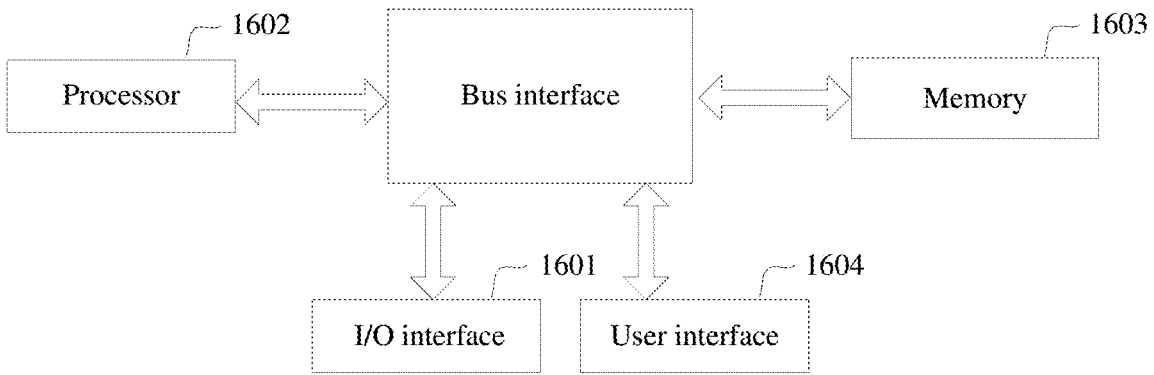 1602
1603
Processor
Bus interface
Memory
1601
1604
I/O interface
User interface